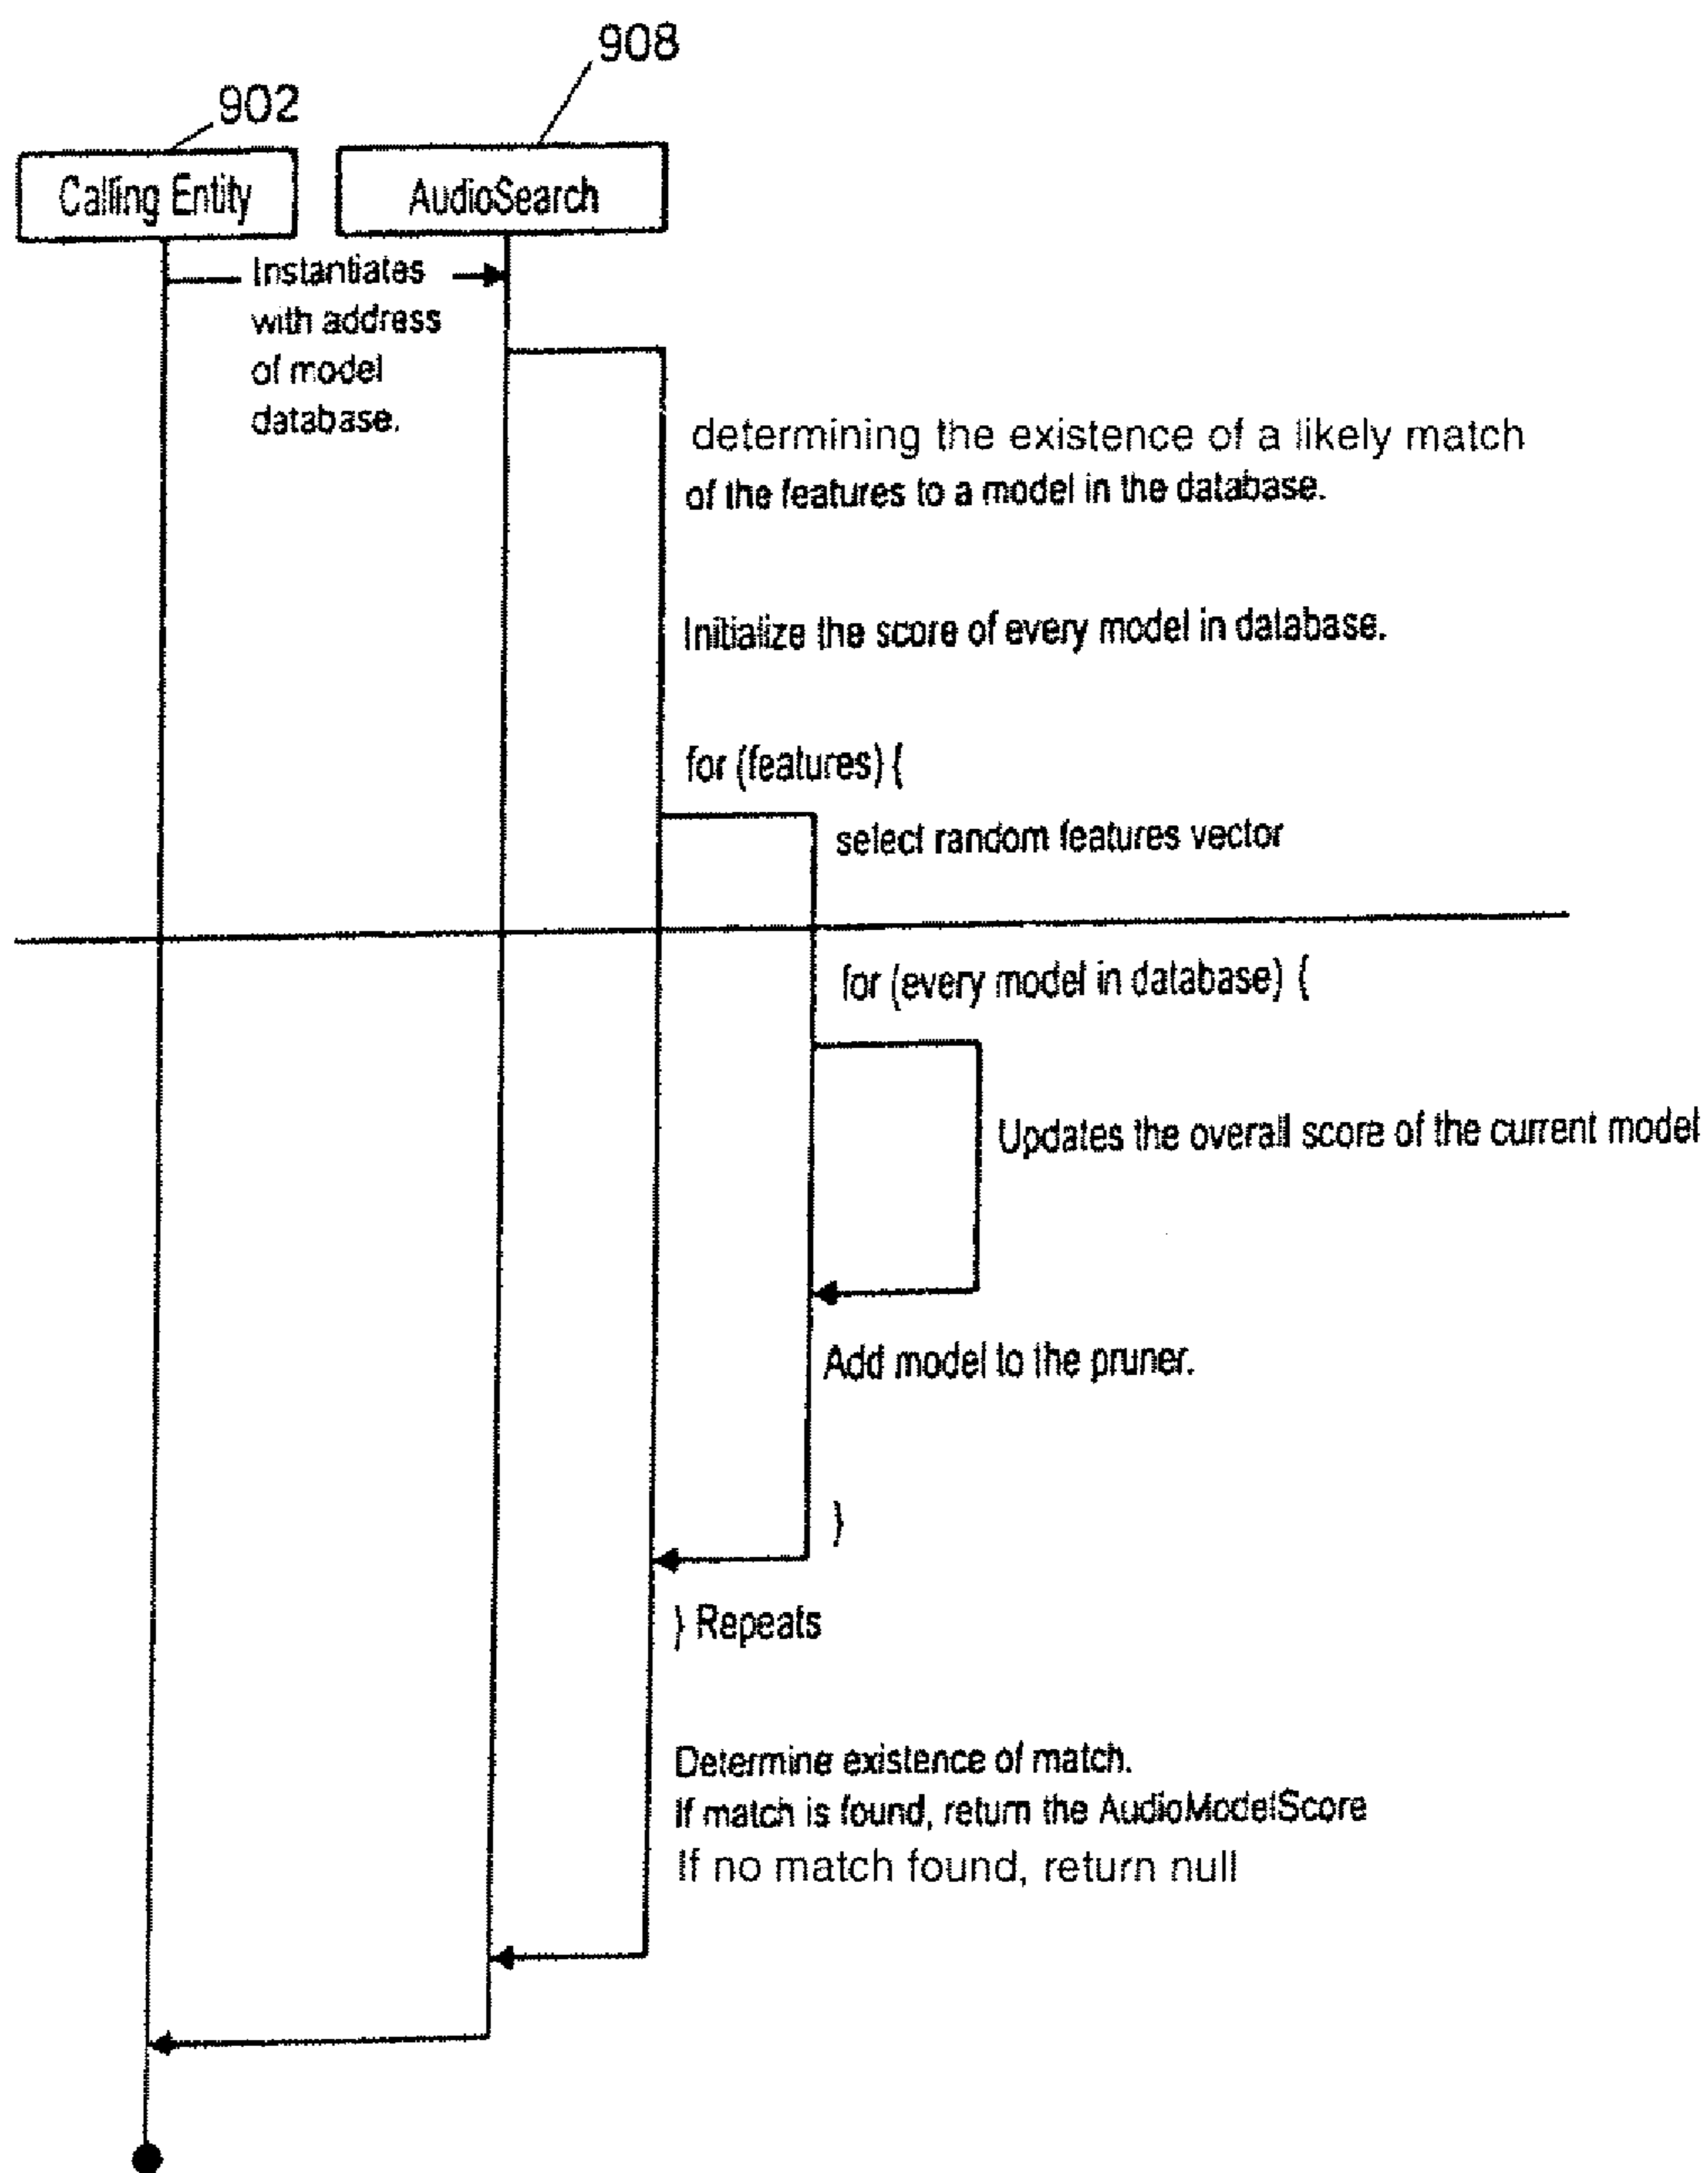 908
902
Calling Entity
AudioSearch
Instantiates
with address
of model
database.
determining the existence of a likely match
of the features to a model in the database.
Initialize the score of every model in database.
for (features) {
select random features vector
for (every model in database) {
Updates the overall score of the current model
Add model to the pruner.
}
} Repeats
Determine existence of match.
If match is found, return the AudioModelScore
If no match found, return null